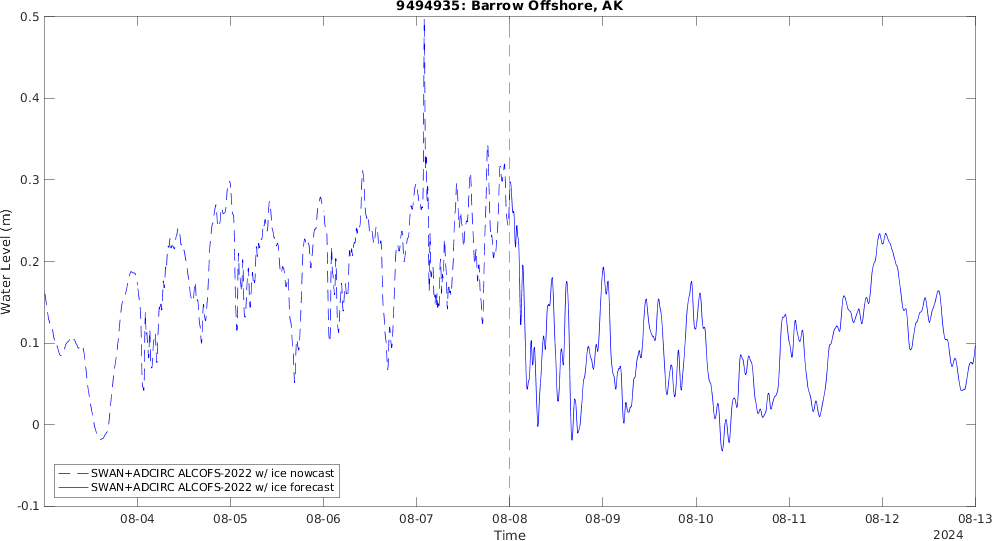 9494935: Barrow Offshore, AK
0.5
0.4
0.3
0.2
0.1
0
-0.1
Water Level (m)
SWAN+ADCIRC ALCOFS-2022 w/ ice nowcast
SWAN+ADCIRC ALCOFS-2022 w/ ice forecast
08-04 08-05 08-06 08-07 08-08 08-09 08-10 08-11 08-12 08-13
Time
2024